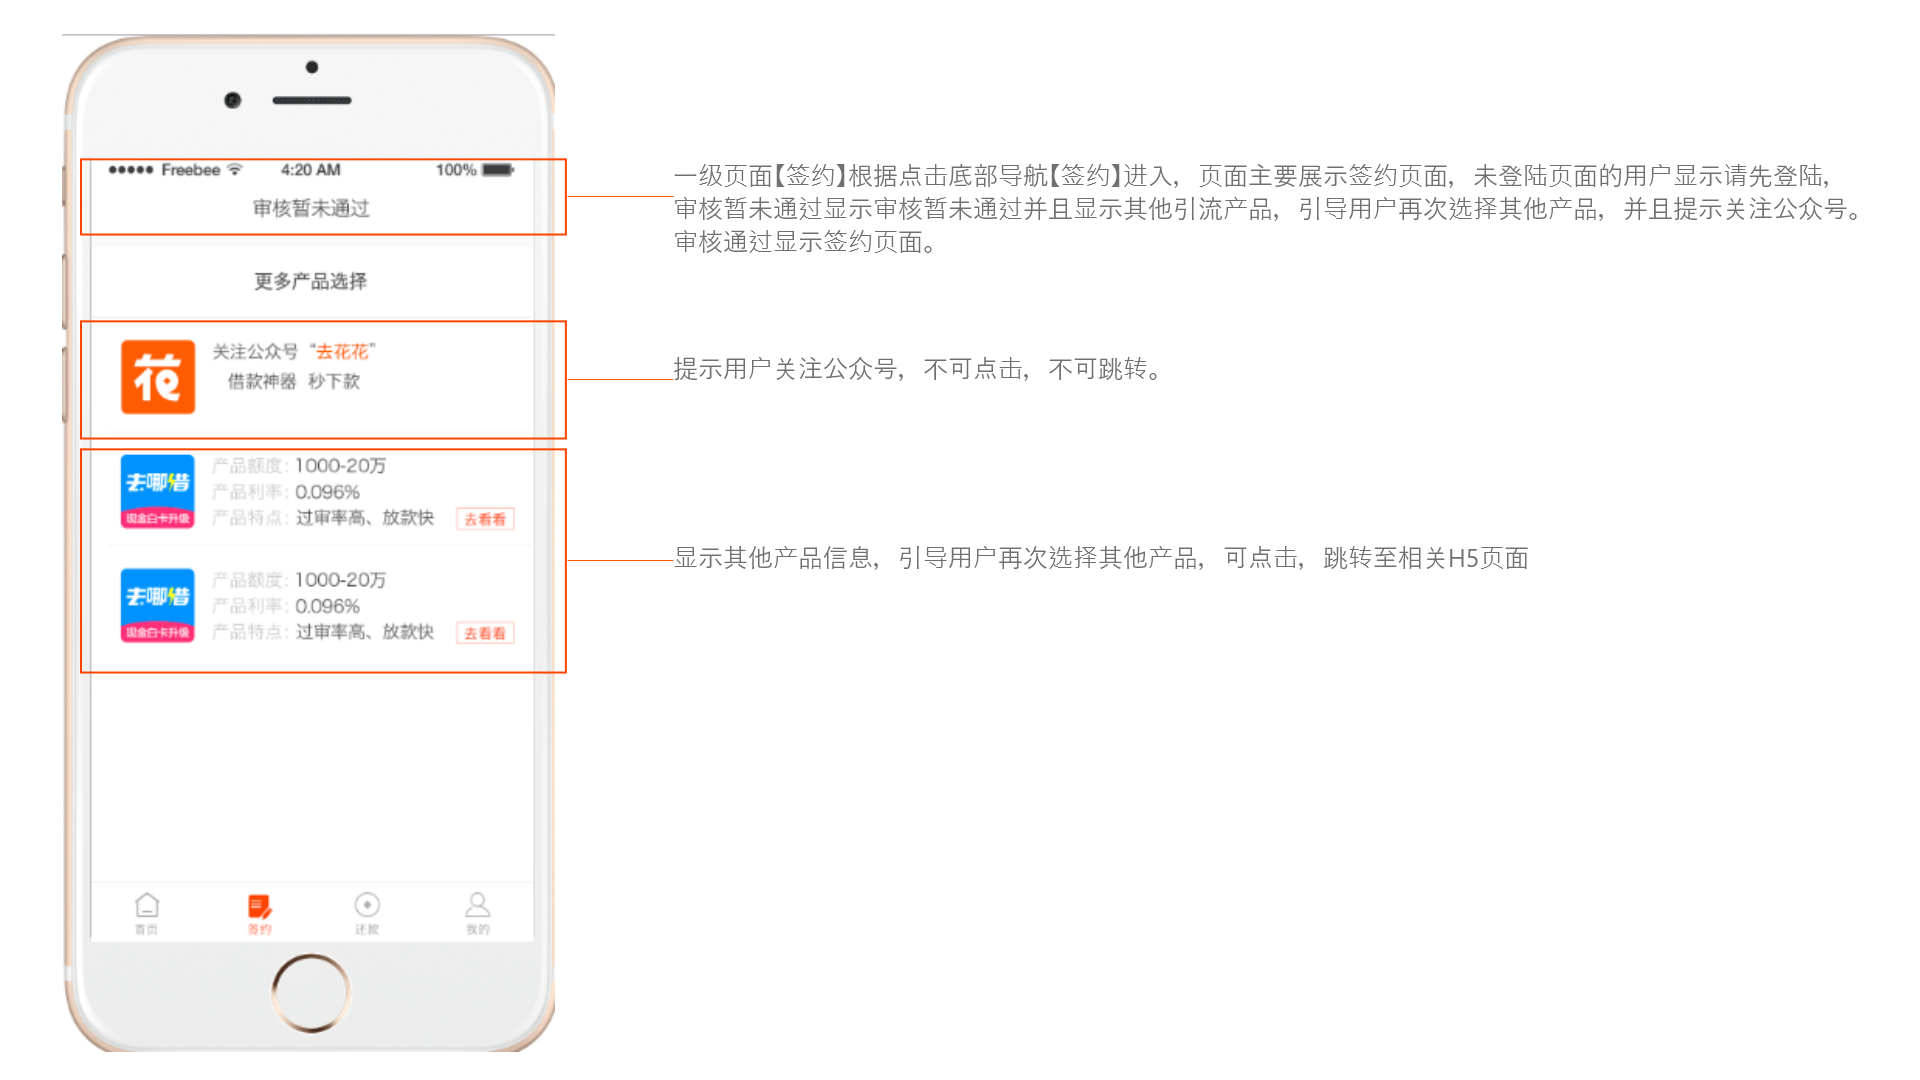 Freebee 4:20 AM 100%
审核暂未通过
更多产品选择
花
关注公众号“去花花”
借款神器 秒下款
去哪借
现金白卡升级
产品额度：1000-20万
产品利率：0.096%
产品特点：过审率高、放款快 去看看
去哪借
现金白卡升级
产品额度：1000-20万
产品利率：0.096%
产品特点：过审率高、放款快 去看看
首页 签约 还款 我的
一级页面【签约】根据点击底部导航【签约】进入，页面主要展示签约页面，未登陆页面的用户显示请先登陆，
审核暂未通过显示审核暂未通过并且显示其他引流产品，引导用户再次选择其他产品，并且提示关注公众号。
审核通过显示签约页面。
提示用户关注公众号，不可点击，不可跳转。
显示其他产品信息，引导用户再次选择其他产品，可点击，跳转至相关H5页面